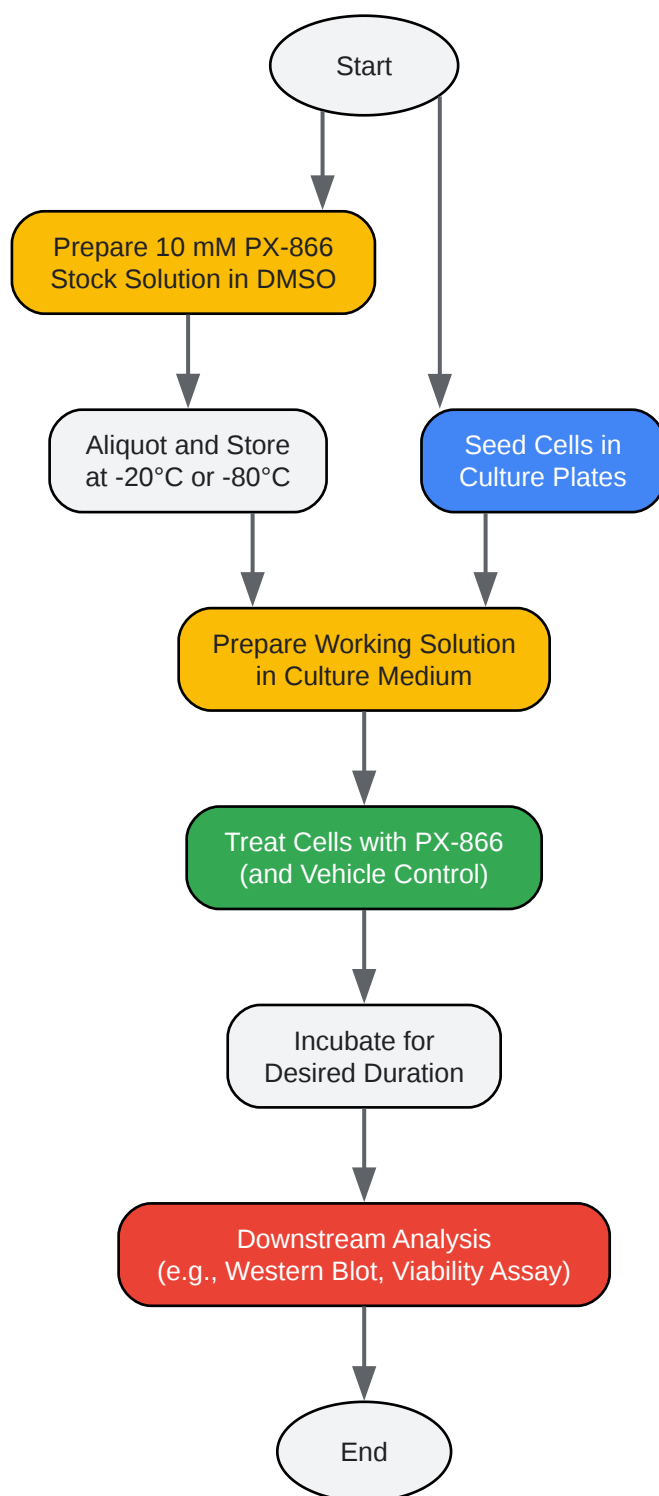 Start
Prepare 10 mM PX-866
Stock Solution in DMSO
Aliquot and Store
at -20°C or -80°C
Seed Cells in
Culture Plates
Prepare Working Solution
in Culture Medium
Treat Cells with PX-866
(and Vehicle Control)
Incubate for
Desired Duration
Downstream Analysis
(e.g., Western Blot, Viability Assay)
End